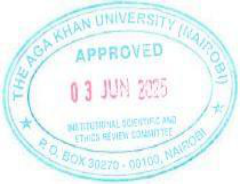 THE AGA KHAN UNIVERSITY (NAIROBI)
APPROVED
03 JUN 2025
INSTITUTIONAL SCIENTIFIC AND
ETHICS REVIEW COMMITTEE
P.O. BOX 30270 - 00100, NAIROBI